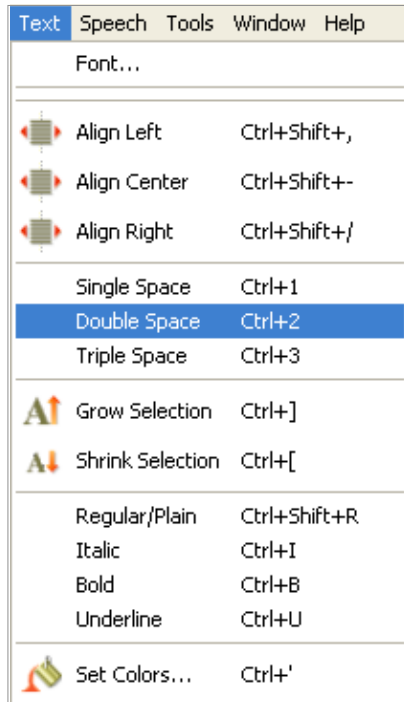 Text Speech Tools Window Help
Font...
Align Left Ctrl+Shift+,
Align Center Ctrl+Shift+-
Align Right Ctrl+Shift+/
Single Space Ctrl+1
Double Space Ctrl+2
Triple Space Ctrl+3
Grow Selection Ctrl+]
Shrink Selection Ctrl+[
Regular/Plain Ctrl+Shift+R
Italic Ctrl+I
Bold Ctrl+B
Underline Ctrl+U
Set Colors... Ctrl+'